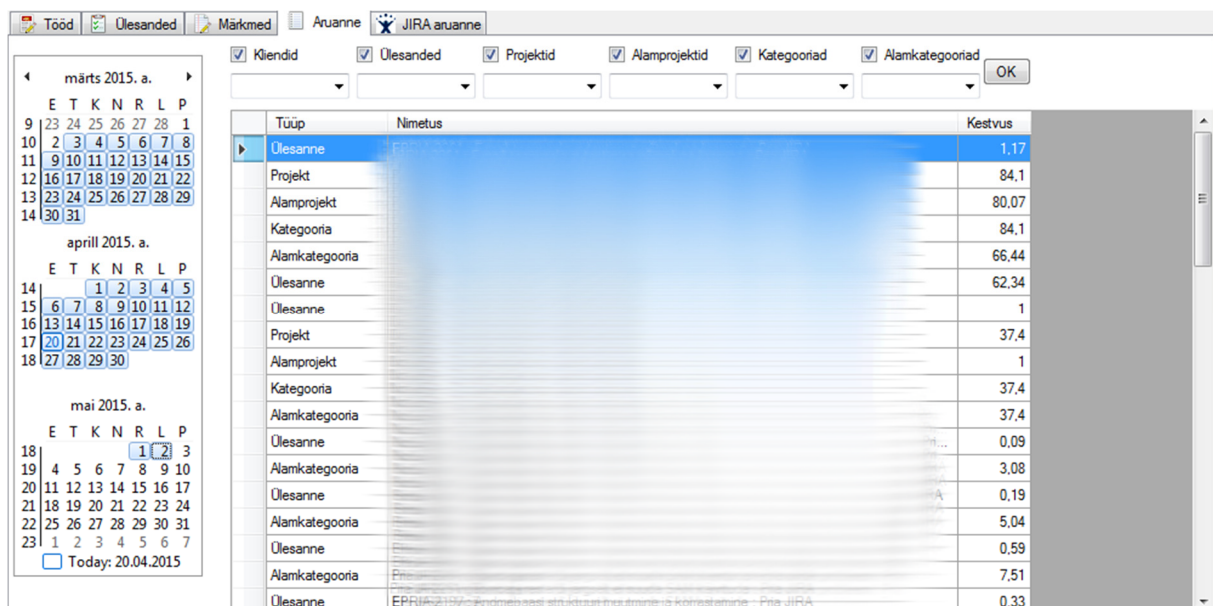 Tööd Ülesanded Märkmed Aruanne JIRA aruanne
Kliendid Ülesanded Projektid Alamprojektid Kategooriad Alamkategooriad
OK
märts 2015. a.
E T K N R L P
9 23 24 25 26 27 28 1
10 2 3 4 5 6 7 8
11 9 10 11 12 13 14 15
12 16 17 18 19 20 21 22
13 23 24 25 26 27 28 29
14 30 31
aprill 2015. a.
E T K N R L P
14 1 2 3 4 5
15 6 7 8 9 10 11 12
16 13 14 15 16 17 18 19
17 20 21 22 23 24 25 26
18 27 28 29 30
mai 2015. a.
E T K N R L P
18 1 2 3
19 4 5 6 7 8 9 10
20 11 12 13 14 15 16 17
21 18 19 20 21 22 23 24
22 25 26 27 28 29 30 31
23 1 2 3 4 5 6 7
Today: 20.04.2015
Tüüp Nimetus Kestvus
Ülesanne 1,17
Projekt 84,1
Alamprojekt 80,07
Kategooria 84,1
Alamkategooria 66,44
Ülesanne 62,34
Ülesanne 1
Projekt 37,4
Alamprojekt 1
Kategooria 37,4
Alamkategooria 37,4
Ülesanne 0,09
Alamkategooria 3,08
Ülesanne 0,19
Alamkategooria 5,04
Ülesanne 0,59
Alamkategooria 7,51
Ülesanne Pria JIRA 0,33